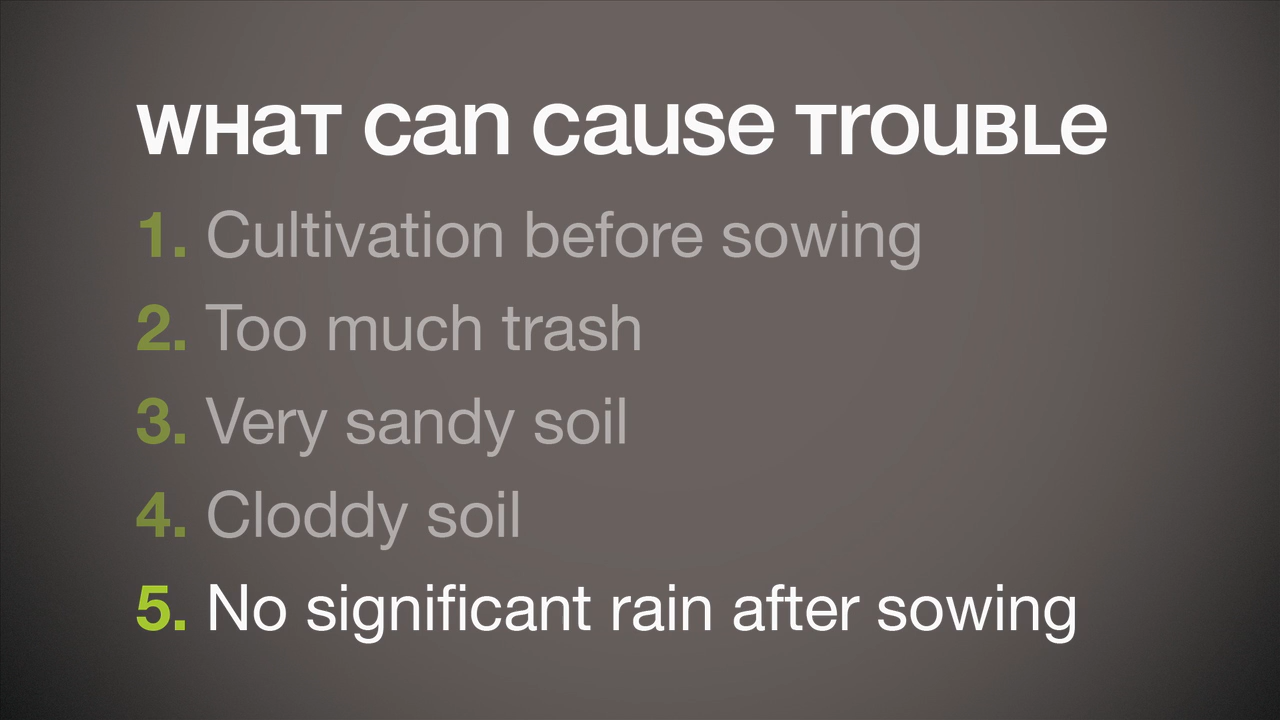 WHaT can cause TrouBLe
1. Cultivation before sowing
2. Too much trash
3. Very sandy soil
4. Cloddy soil
5. No significant rain after sowing